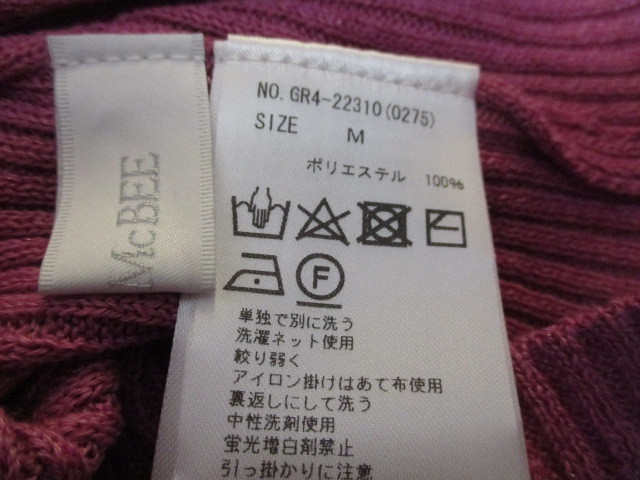 McBEE
NO. GR4-22310(0275)
SIZE M
ポリエステル 100%
F
単独で別に洗う
洗濯ネット使用
絞り弱く
アイロン掛けはあて布使用
裏返しにして洗う
中性洗剤使用
蛍光増白剤禁止
引っ掛かりに注意